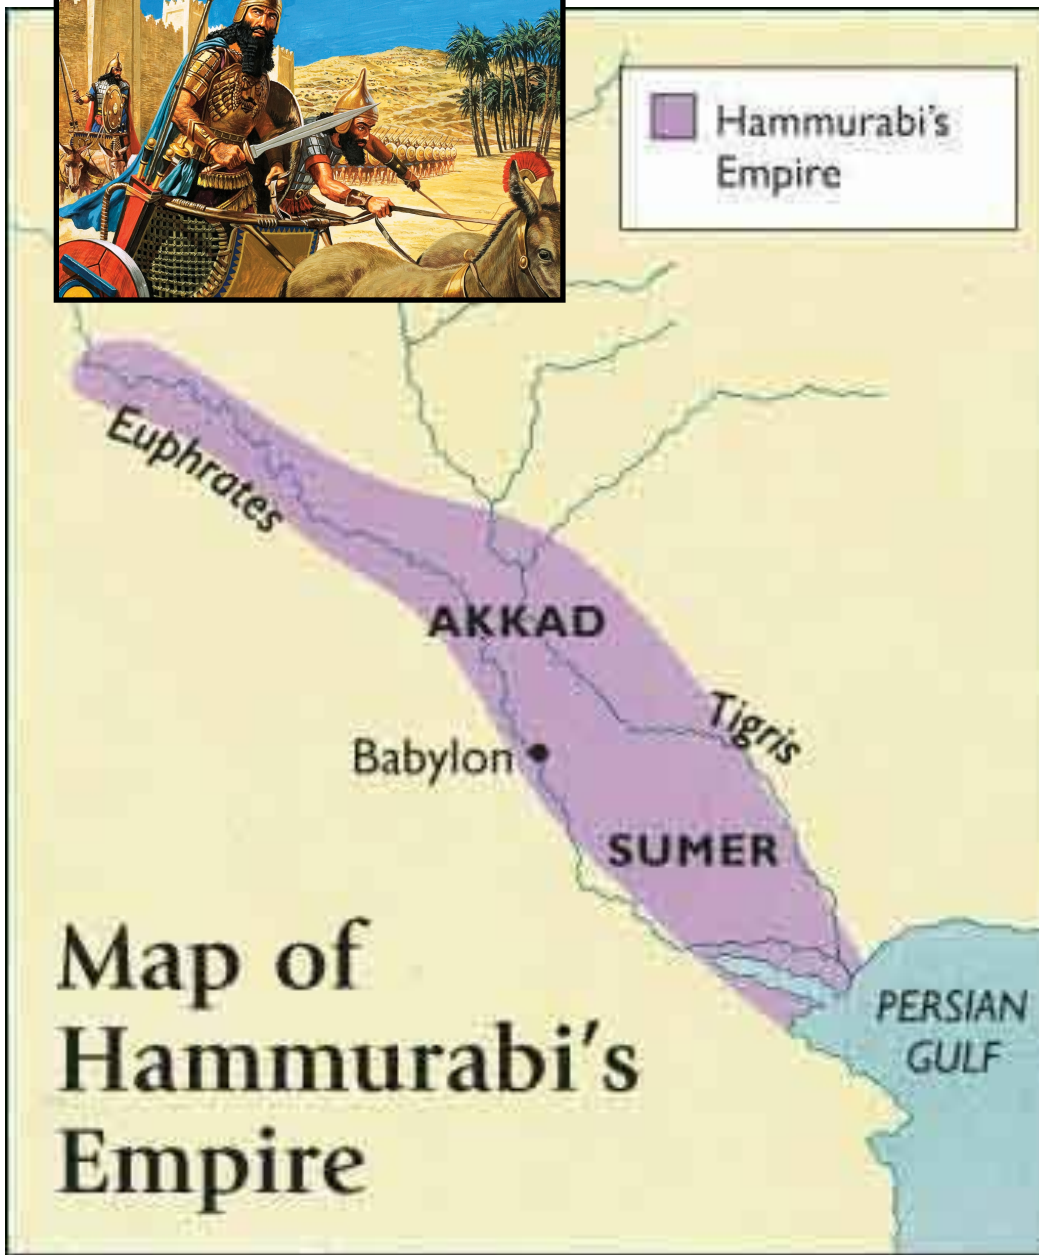 Hammurabi's
Empire
Euphrates
AKKAD
Tigris
Babylon
SUMER
PERSIAN
GULF
Map of
Hammurabi's
Empire